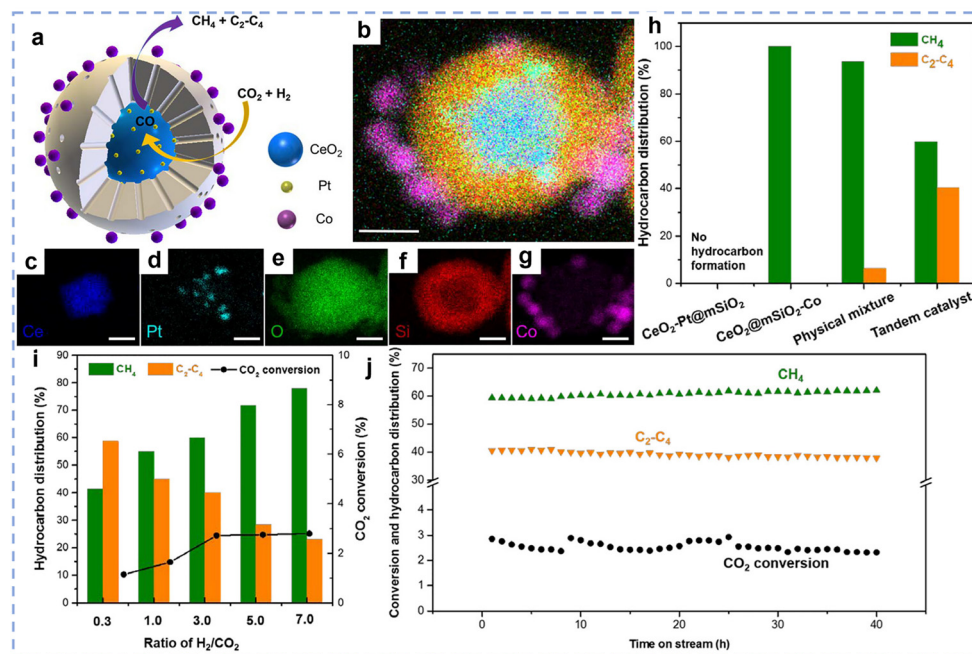 a
CH₄ + C₂-C₄
CO₂ + H₂
CO
CeO₂
Pt
Co
b
c
Ce
d
Pt
e
O
f
Si
g
Co
h
Hydrocarbon distribution (%)
100
80
60
40
20
0
CH₄
C₂-C₄
No hydrocarbon
formation
CeO₂-Pt@mSiO₂
CeO₂@mSiO₂-Co
Physical mixture
Tandem catalyst
i
Hydrocarbon distribution (%)
90
80
70
60
50
40
30
20
10
0
CH₄
C₂-C₄
CO₂ conversion
10
8
6
4
2
0
CO₂ conversion (%)
0.3 1.0 3.0 5.0 7.0
Ratio of H₂/CO₂
j
Conversion and hydrocarbon distribution (%)
100
80
60
40
4
3
2
1
0
CH₄
C₂-C₄
CO₂ conversion
0 10 20 30 40
Time on stream (h)